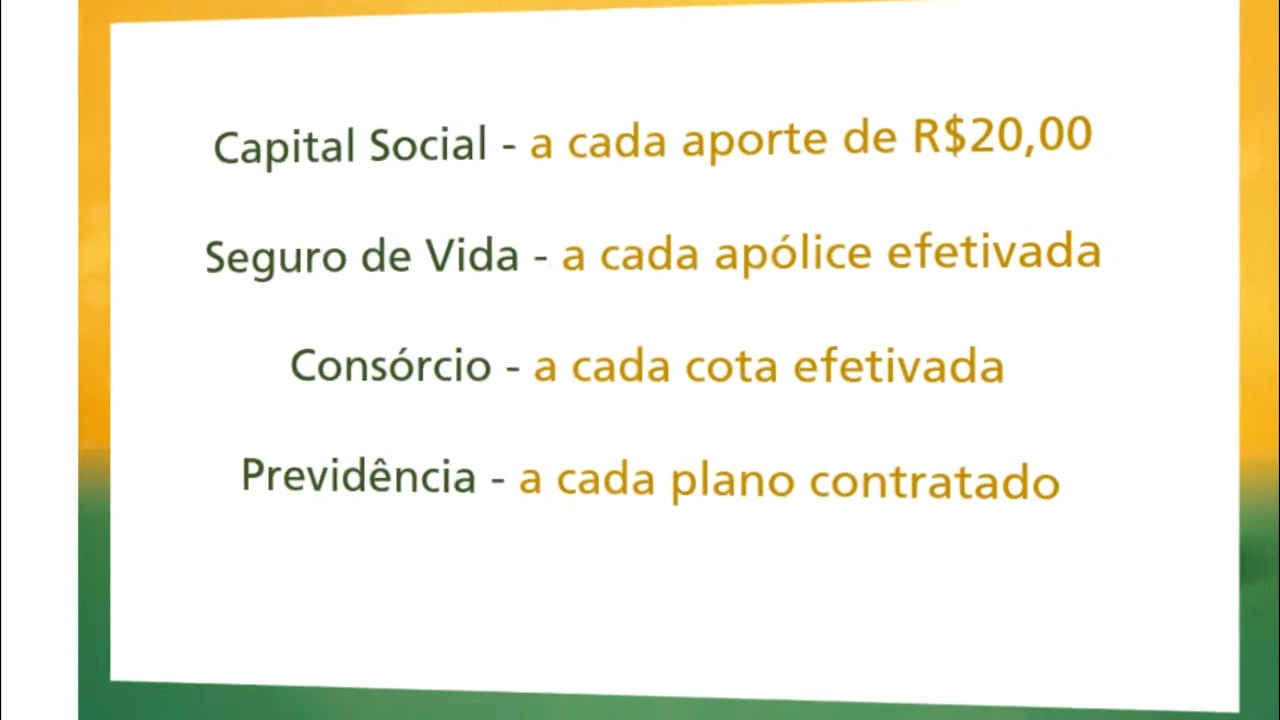 Capital Social - a cada aporte de R$20,00
Seguro de Vida - a cada apólice efetivada
Consórcio - a cada cota efetivada
Previdência - a cada plano contratado